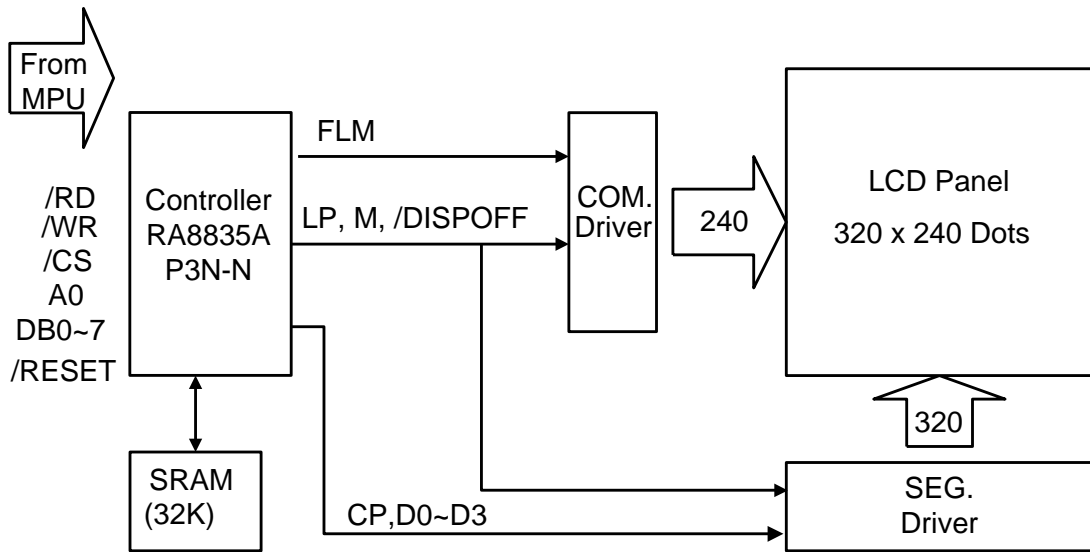 From
MPU
/RD
/WR
/CS
A0
DB0~7
/RESET
Controller
RA8835A
P3N-N
SRAM
(32K)
FLM
LP, M, /DISPOFF
CP,D0~D3
COM.
Driver
240
LCD Panel
320 x 240 Dots
320
SEG.
Driver